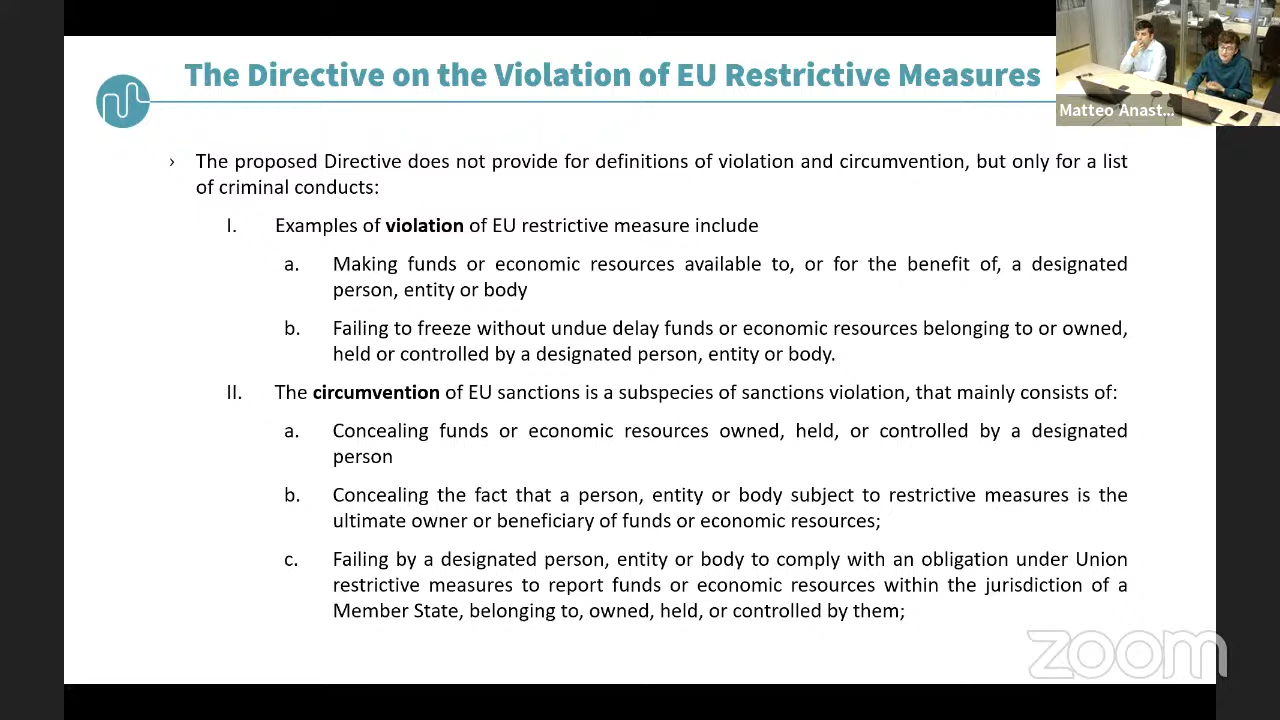 The Directive on the Violation of EU Restrictive Measures
Matteo Anast...
› The proposed Directive does not provide for definitions of violation and circumvention, but only for a list
of criminal conducts:
I. Examples of violation of EU restrictive measure include
a. Making funds or economic resources available to, or for the benefit of, a designated
person, entity or body
b. Failing to freeze without undue delay funds or economic resources belonging to or owned,
held or controlled by a designated person, entity or body.
II. The circumvention of EU sanctions is a subspecies of sanctions violation, that mainly consists of:
a. Concealing funds or economic resources owned, held, or controlled by a designated
person
b. Concealing the fact that a person, entity or body subject to restrictive measures is the
ultimate owner or beneficiary of funds or economic resources;
c. Failing by a designated person, entity or body to comply with an obligation under Union
restrictive measures to report funds or economic resources within the jurisdiction of a
Member State, belonging to, owned, held, or controlled by them;
zoom